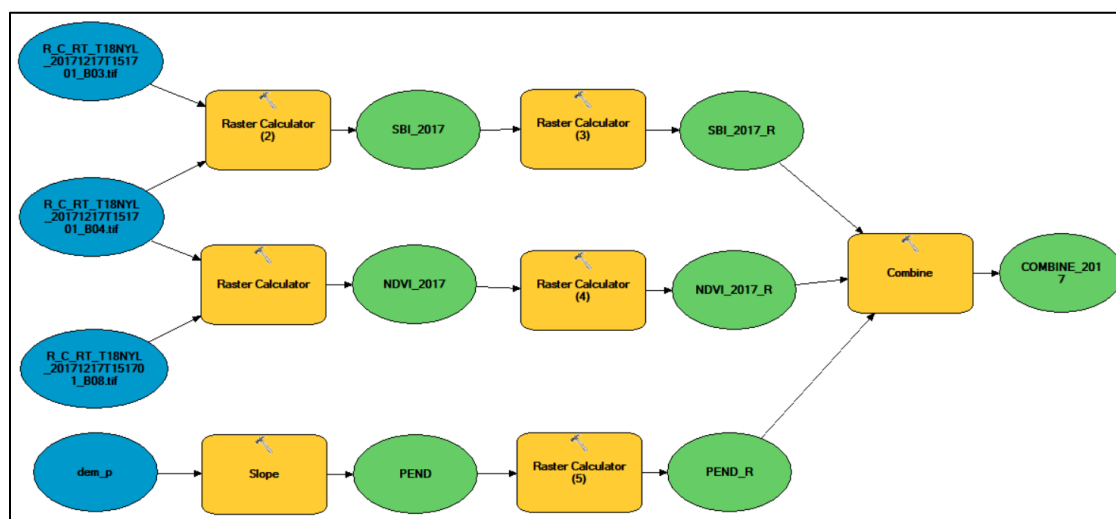 R_C_RT_T18NYL
_20171217T1517
01_B03.tif
Raster Calculator
(2)
SBI_2017
Raster Calculator
(3)
SBI_2017_R
R_C_RT_T18NYL
_20171217T1517
01_B04.tif
Raster Calculator
NDVI_2017
Raster Calculator
(4)
NDVI_2017_R
Combine
COMBINE_201
7
R_C_RT_T18NYL
_20171217T15170
1_B08.tif
dem_p
Slope
PEND
Raster Calculator
(5)
PEND_R